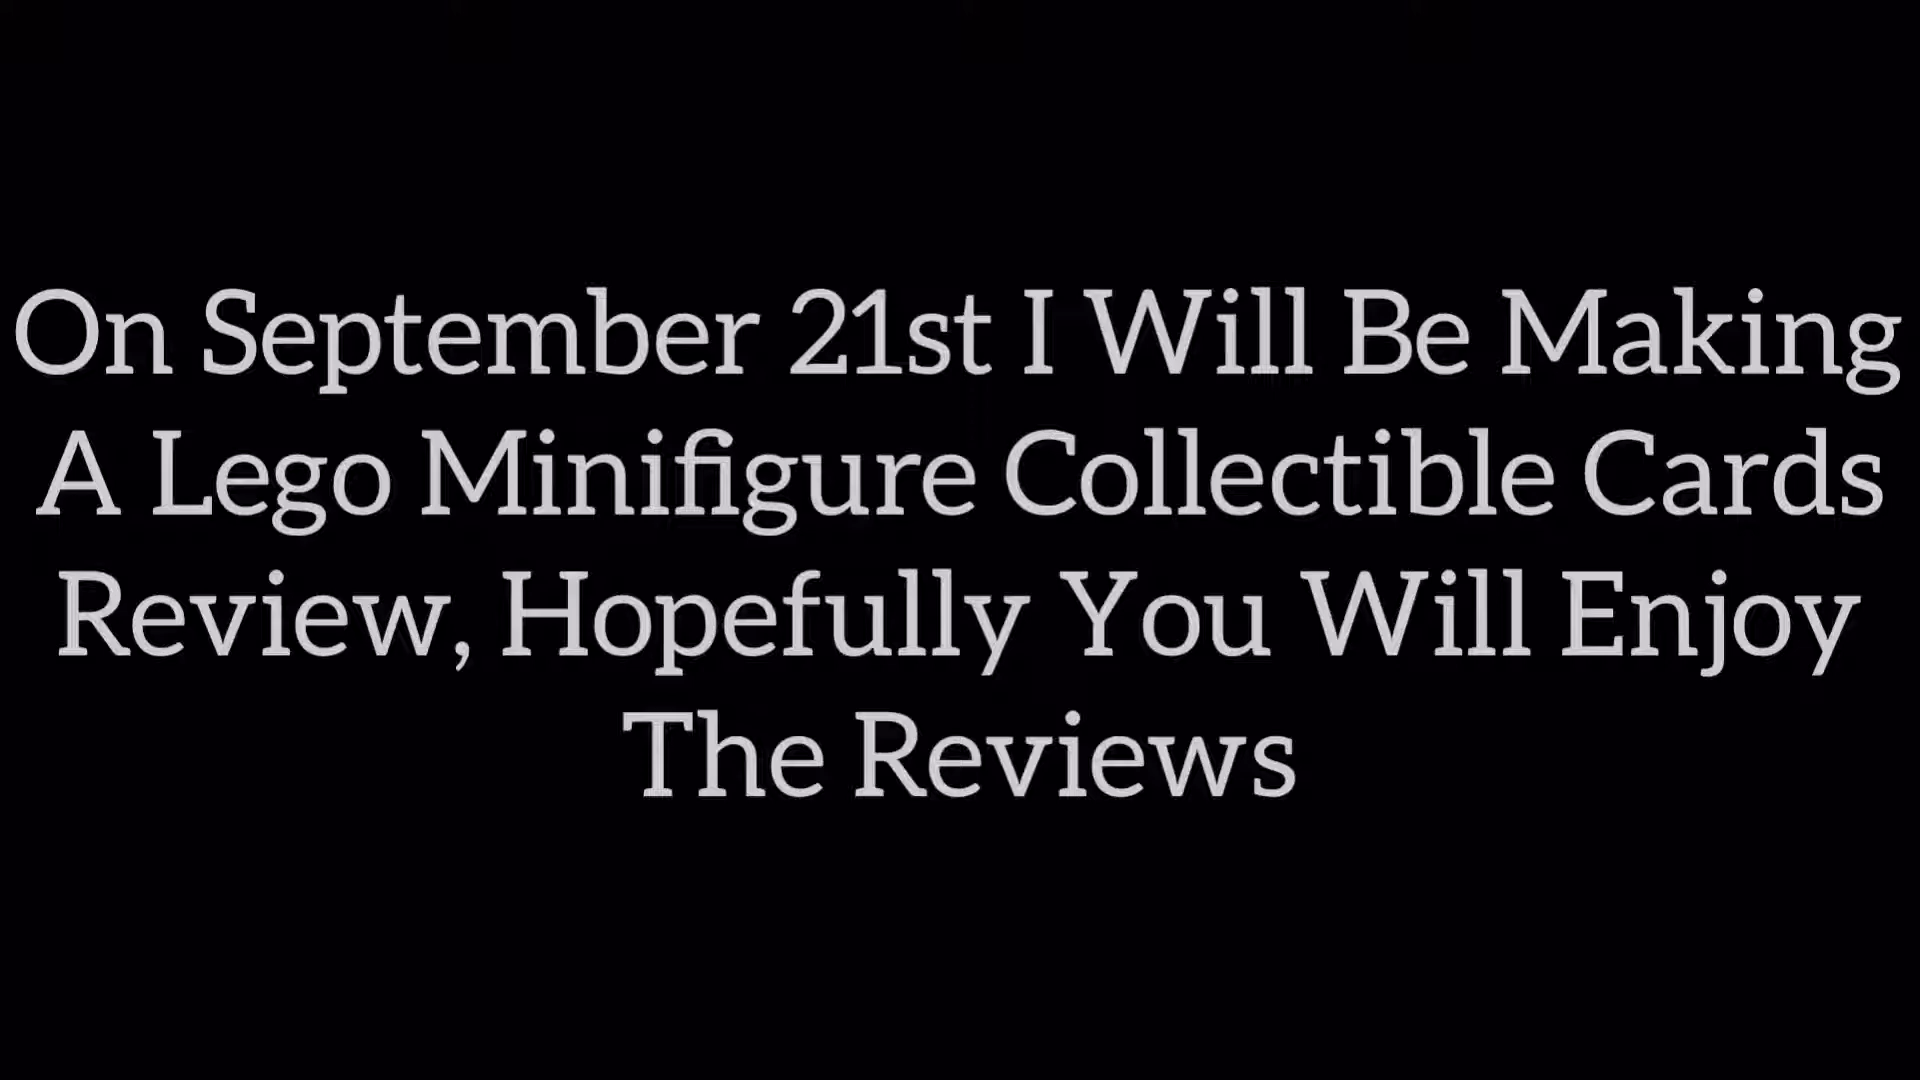 On September 21st I Will Be Making
A Lego Minifigure Collectible Cards
Review, Hopefully You Will Enjoy
The Reviews